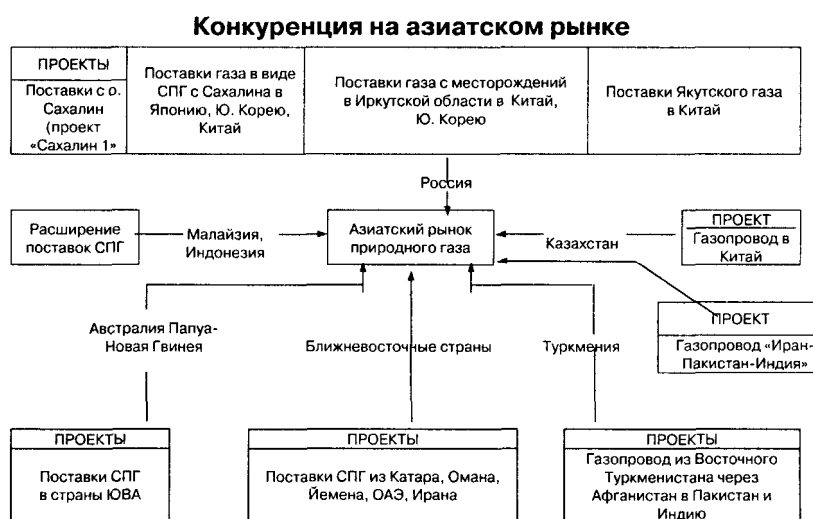 Конкуренция на азиатском рынке
ПРОЕКТЫ
Поставки с о.
Сахалин
(проект
«Сахалин 1»
Поставки газа в виде
СПГ с Сахалина в
Японию, Ю. Корею,
Китай
Поставки газа с месторождений
в Иркутской области в Китай,
Ю. Корею
Поставки Якутского газа
в Китай
Россия
Расширение
поставок СПГ
Малайзия,
Индонезия
Азиатский рынок
природного газа
Казахстан
ПРОЕКТ
Газопровод в
Китай
Австралия Папуа-
Новая Гвинея
Ближневосточные страны
Туркмения
ПРОЕКТ
Газопровод «Иран-
Пакистан-Индия»
ПРОЕКТЫ
Поставки СПГ
в страны ЮВА
ПРОЕКТЫ
Поставки СПГ из Катара, Омана,
Йемена, ОАЭ, Ирана
ПРОЕКТЫ
Газопровод из Восточного
Туркменистана через
Афганистан в Пакистан и
Индию